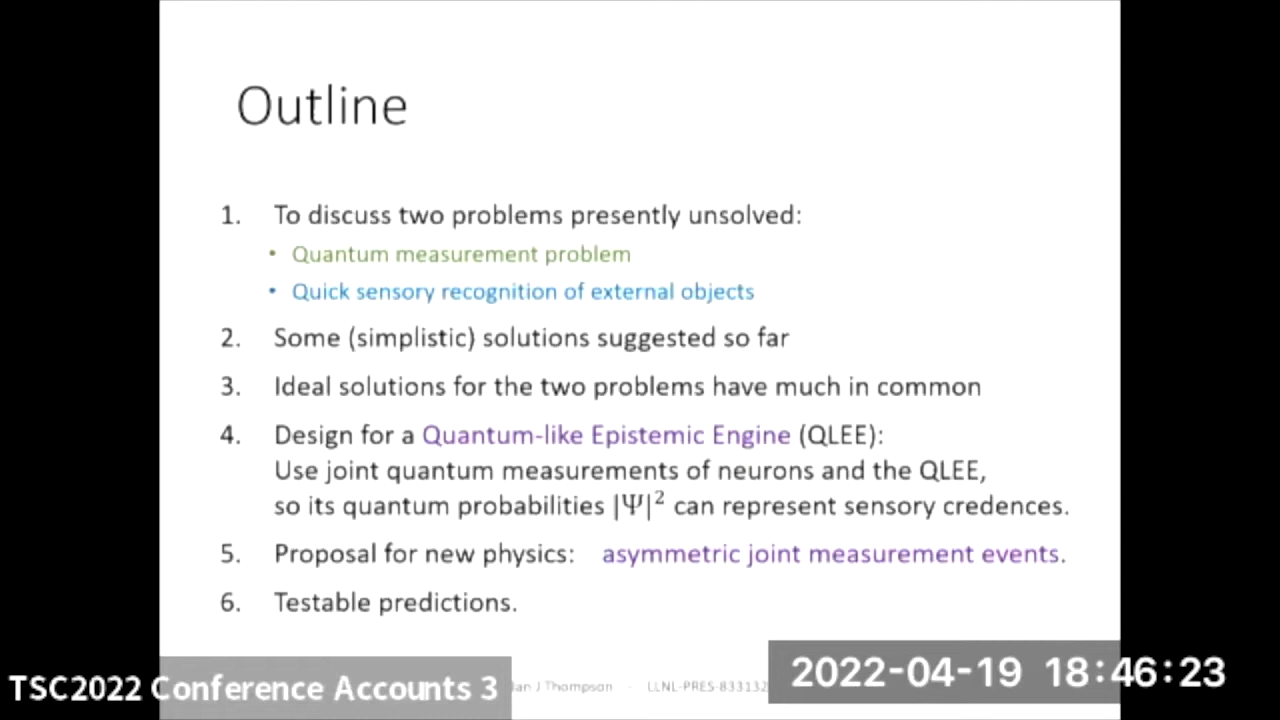 Outline
1. To discuss two problems presently unsolved:
• Quantum measurement problem
• Quick sensory recognition of external objects
2. Some (simplistic) solutions suggested so far
3. Ideal solutions for the two problems have much in common
4. Design for a Quantum-like Epistemic Engine (QLEE):
Use joint quantum measurements of neurons and the QLEE,
so its quantum probabilities |Ψ|² can represent sensory credences.
5. Proposal for new physics: asymmetric joint measurement events.
6. Testable predictions.
TSC2022 Conference Accounts 3
Ian J Thompson - LLNL-PRES-833132
2022-04-19 18:46:23